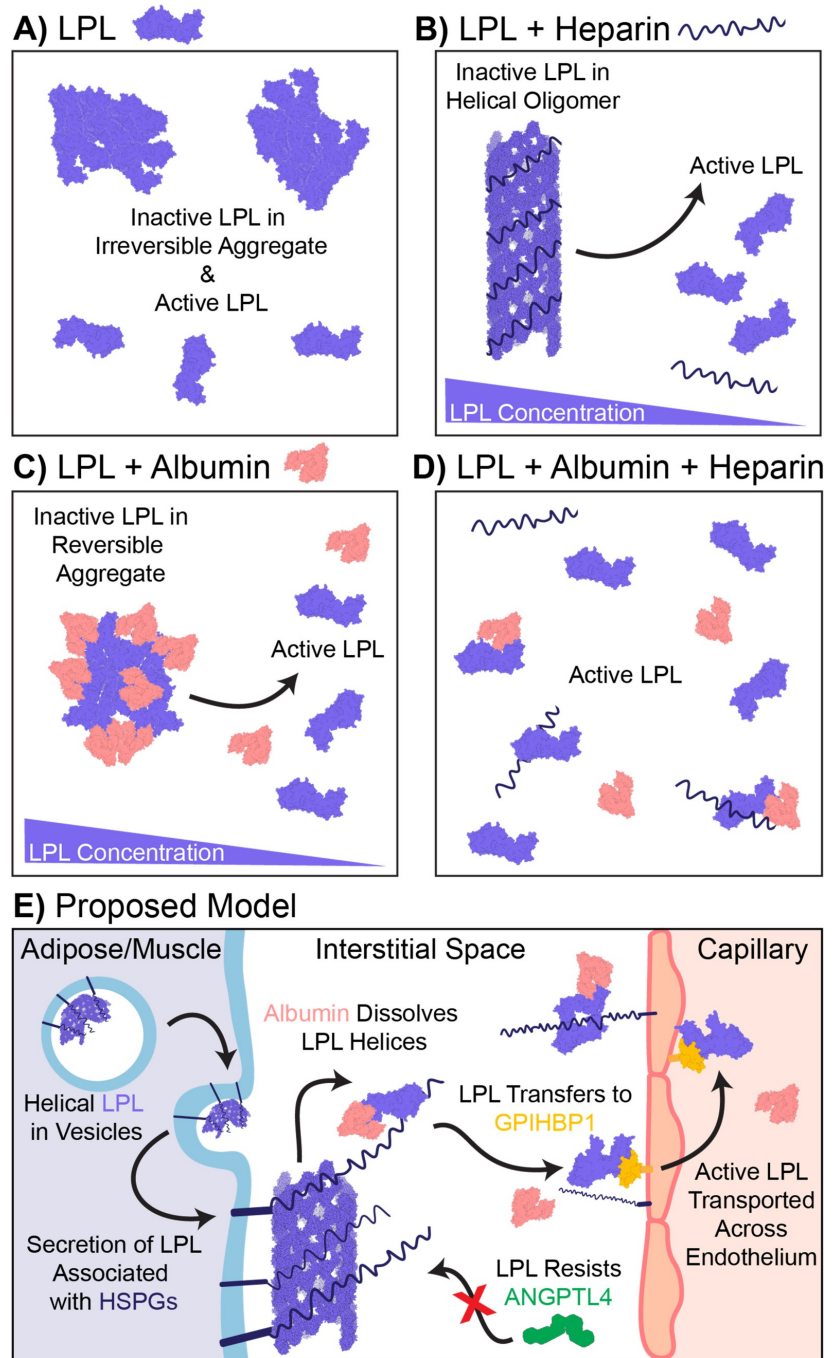 A) LPL
Inactive LPL in
Irreversible Aggregate
&
Active LPL
B) LPL + Heparin
Inactive LPL in
Helical Oligomer
Active LPL
LPL Concentration
C) LPL + Albumin
Inactive LPL in
Reversible
Aggregate
Active LPL
LPL Concentration
D) LPL + Albumin + Heparin
Active LPL
E) Proposed Model
Adipose/Muscle
Interstitial Space
Capillary
Helical LPL
in Vesicles
Secretion of LPL
Associated
with HSPGs
Albumin Dissolves
LPL Helices
LPL Transfers to
GPIHBP1
LPL Resists
ANGPTL4
Active LPL
Transported
Across
Endothelium